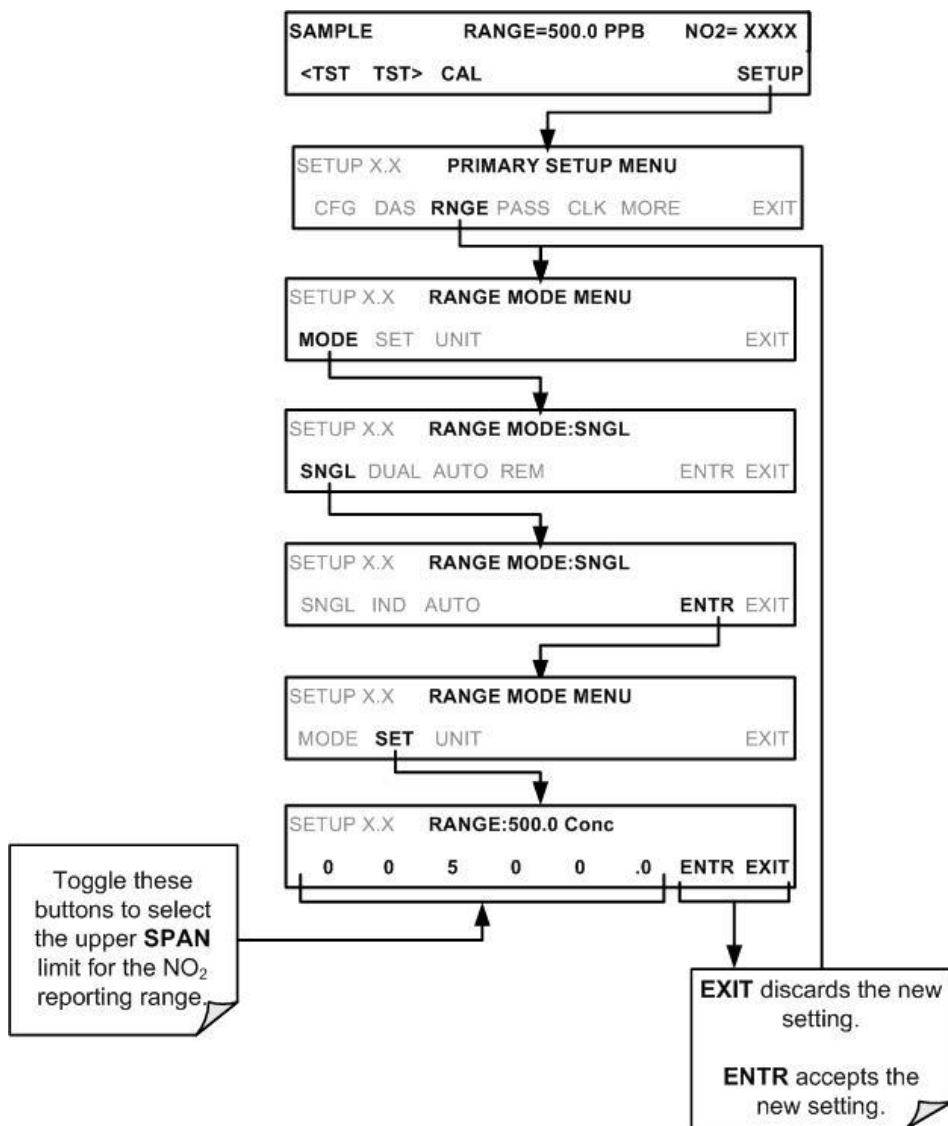 SAMPLE RANGE=500.0 PPB NO2= XXXX
<TST TST> CAL SETUP
SETUP X.X PRIMARY SETUP MENU
CFG DAS RNGE PASS CLK MORE EXIT
SETUP X.X RANGE MODE MENU
MODE SET UNIT EXIT
SETUP X.X RANGE MODE:SNGL
SNGL DUAL AUTO REM ENTR EXIT
SETUP X.X RANGE MODE:SNGL
SNGL IND AUTO ENTR EXIT
SETUP X.X RANGE MODE MENU
MODE SET UNIT EXIT
SETUP X.X RANGE:500.0 Conc
0 0 5 0 0 .0 ENTR EXIT
Toggle these
buttons to select
the upper SPAN
limit for the NO₂
reporting range.
EXIT discards the new
setting.
ENTR accepts the
new setting.